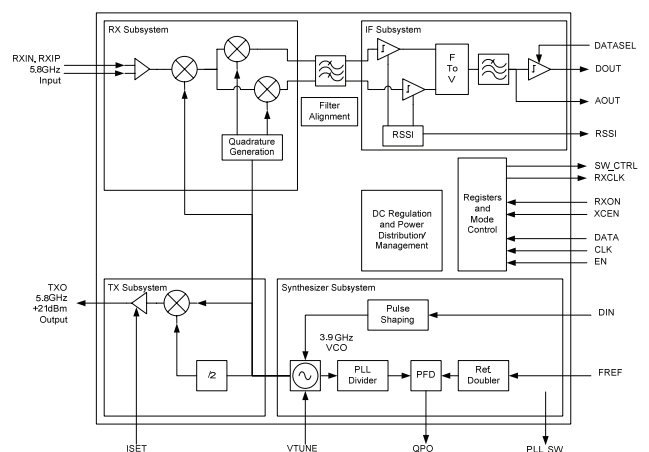 RX Subsystem
IF Subsystem
RXIN, RXIP
5.8GHz
Input
DATASEL
DOUT
AOUT
RSSI
F
To
V
Filter
Alignment
Quadrature
Generation
RSSI
SW_CTRL
RXCLK
RXON
XCEN
DATA
CLK
EN
DC Regulation
and Power
Distribution/
Management
Registers
and
Mode
Control
TX Subsystem
Synthesizer Subsystem
TXO
5.8GHz
+21dBm
Output
Pulse
Shaping
DIN
3.9 GHz
VCO
/2
PLL
Divider
PFD
Ref.
Doubler
FREF
ISET
VTUNE
QPO
PLL_SW